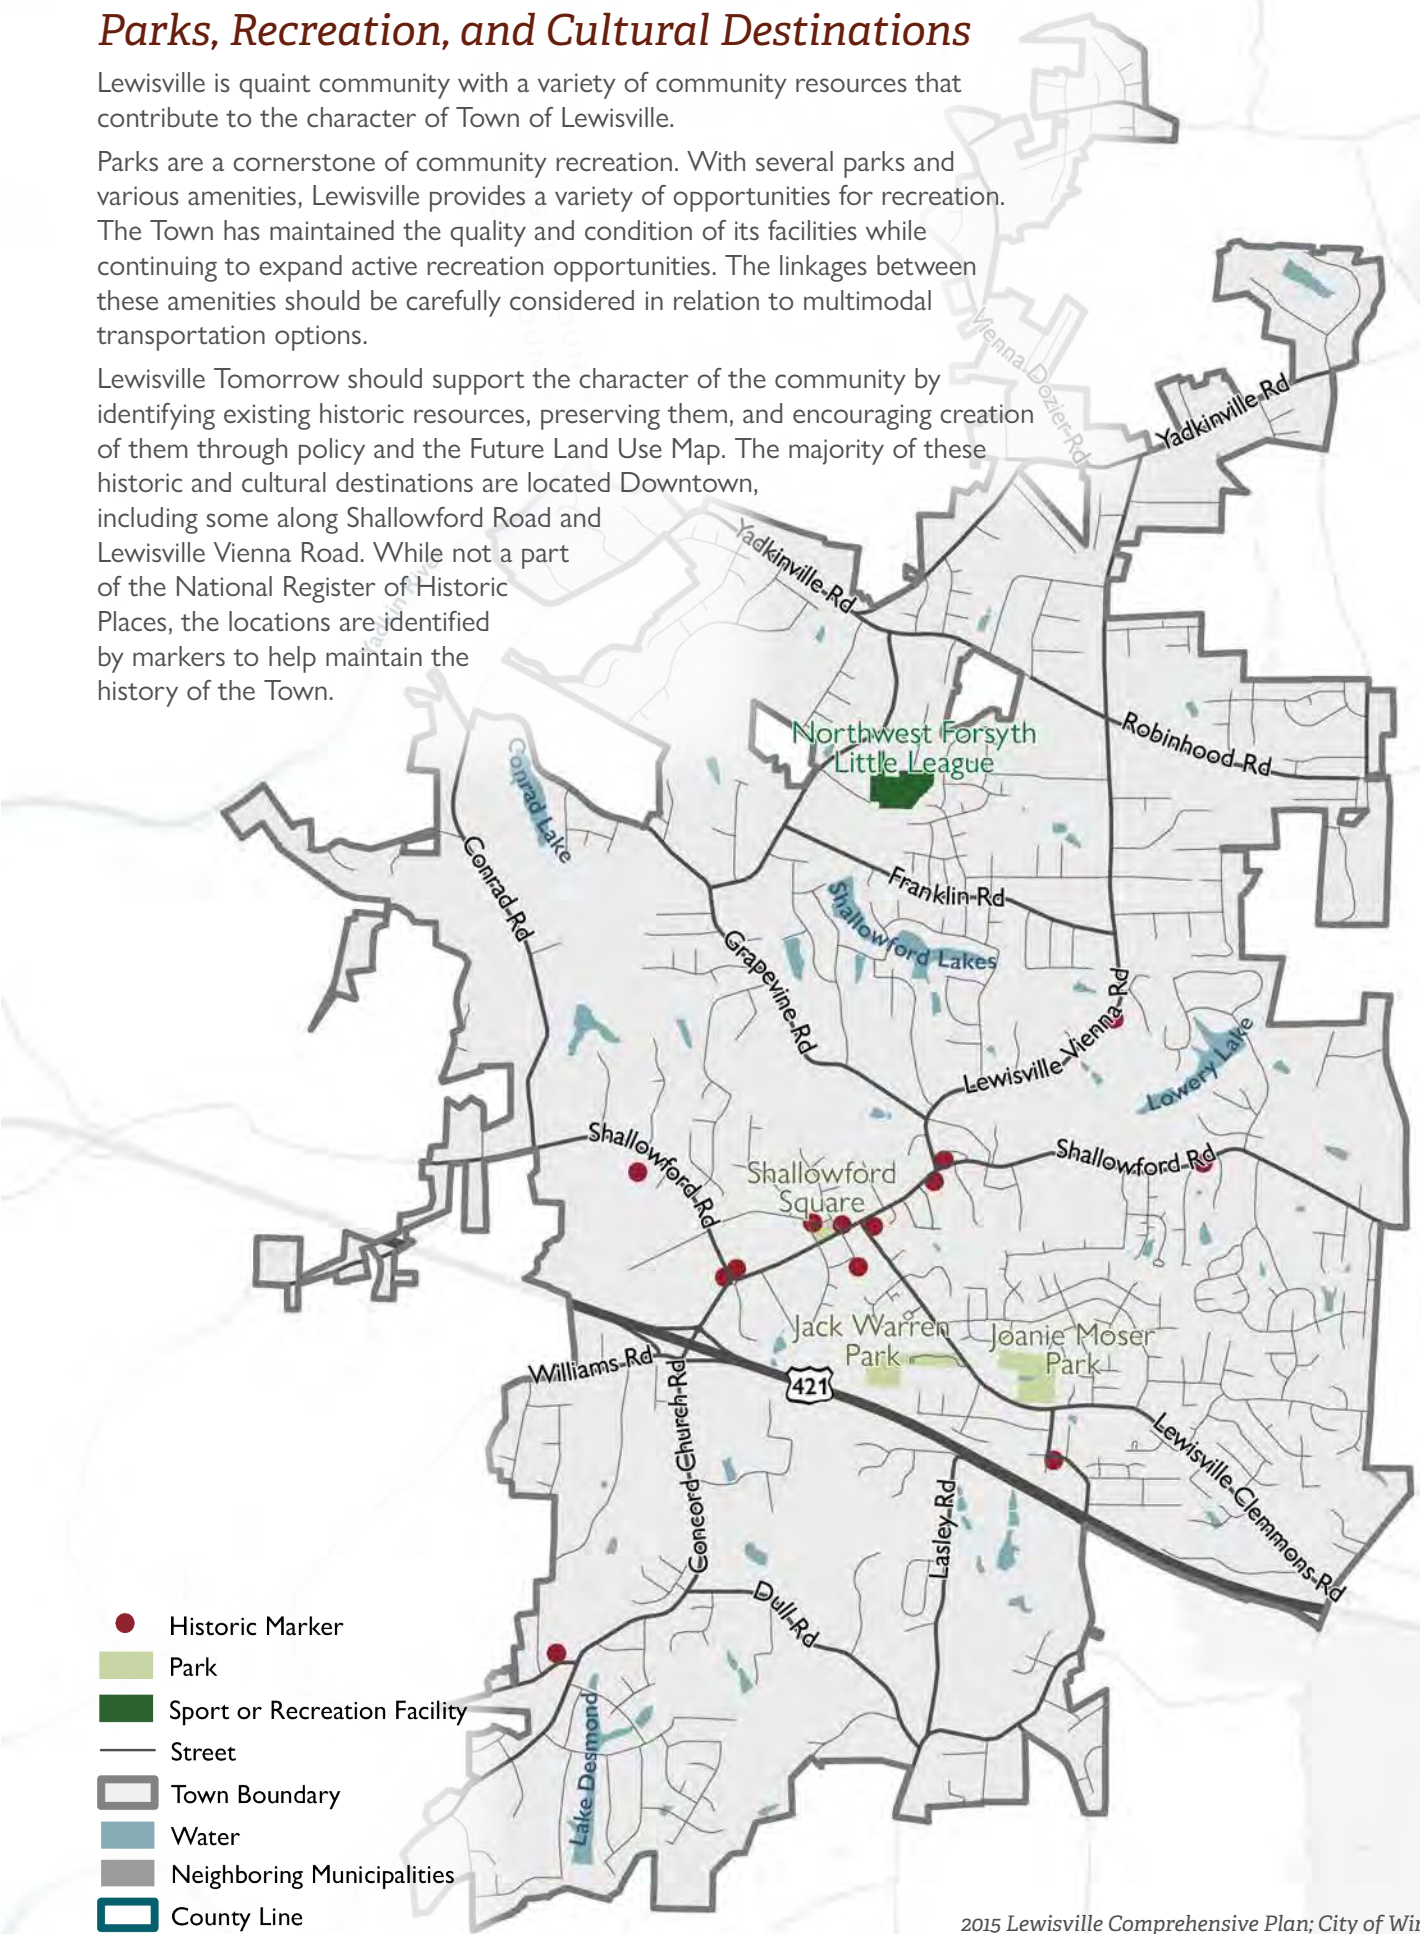 Parks, Recreation, and Cultural Destinations
Lewisville is quaint community with a variety of community resources that
contribute to the character of Town of Lewisville.
Parks are a cornerstone of community recreation. With several parks and
various amenities, Lewisville provides a variety of opportunities for recreation.
The Town has maintained the quality and condition of its facilities while
continuing to expand active recreation opportunities. The linkages between
these amenities should be carefully considered in relation to multimodal
transportation options.
Lewisville Tomorrow should support the character of the community by
identifying existing historic resources, preserving them, and encouraging creation
of them through policy and the Future Land Use Map. The majority of these
historic and cultural destinations are located Downtown,
including some along Shallowford Road and
Lewisville Vienna Road. While not a part
of the National Register of Historic
Places, the locations are identified
by markers to help maintain the
history of the Town.
Vienna Dozier Rd
Yadkinville Rd
Yadkinville Rd
Yadkin River
Northwest Forsyth
Little League
Robinhood Rd
Conrad Lake
Conrad Rd
Franklin Rd
Shallowford Lakes
Grapevine Rd
Lewisville-Vienna Rd
Lowery Lake
Shallowford Rd
Shallowford Rd
Shallowford
Square
Jack Warren
Park
Joanie Moser
Park
Williams Rd
421
Concord Church Rd
Lewisville-Clemmons Rd
Lasley Rd
Dull Rd
Lake Desmond
Historic Marker
Park
Sport or Recreation Facility
Street
Town Boundary
Water
Neighboring Municipalities
County Line
2015 Lewisville Comprehensive Plan; City of Wi